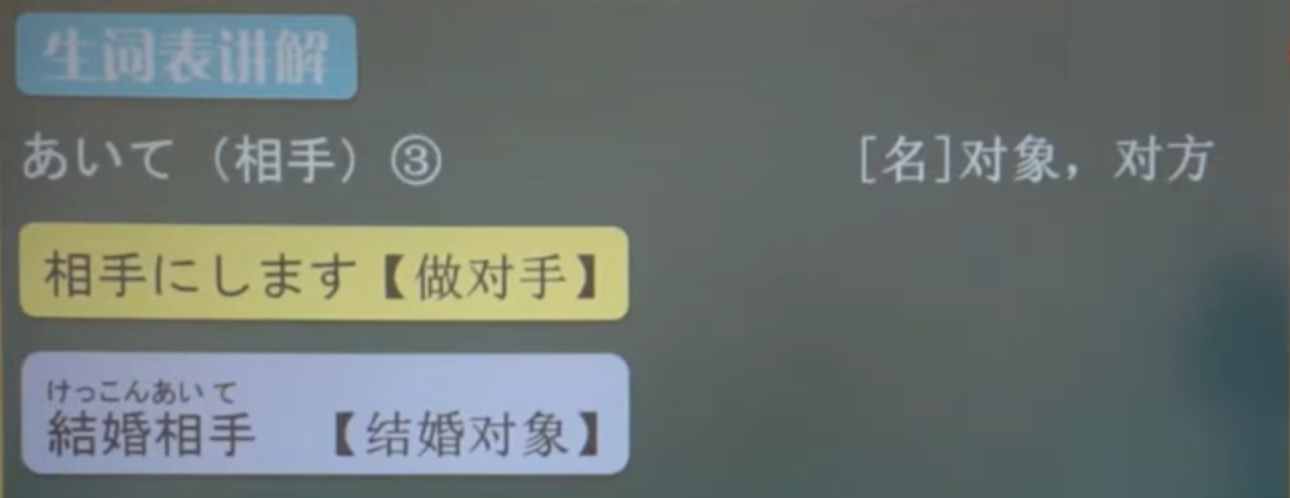 生词表讲解
あいて（相手）③ [名]对象，对方
相手にします【做对手】
けっこんあいて
結婚相手 【结婚对象】